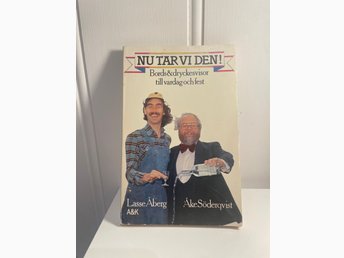 NU TAR VI DEN!
Bords&dryckesvisor
till vardag och fest
Lasse Åberg
Åke Söderqvist
A&K